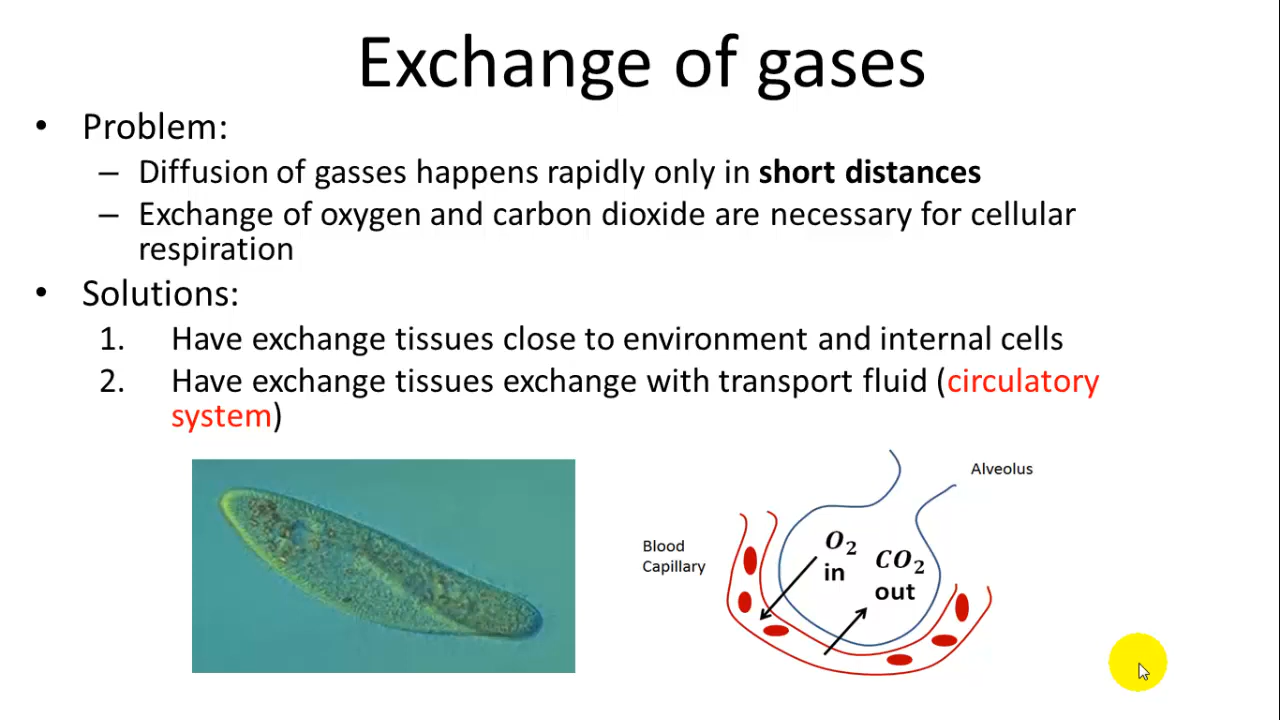 Exchange of gases
• Problem:
– Diffusion of gasses happens rapidly only in short distances
– Exchange of oxygen and carbon dioxide are necessary for cellular
respiration
• Solutions:
1. Have exchange tissues close to environment and internal cells
2. Have exchange tissues exchange with transport fluid (circulatory
system)
Alveolus
Blood
Capillary
O₂
in
CO₂
out